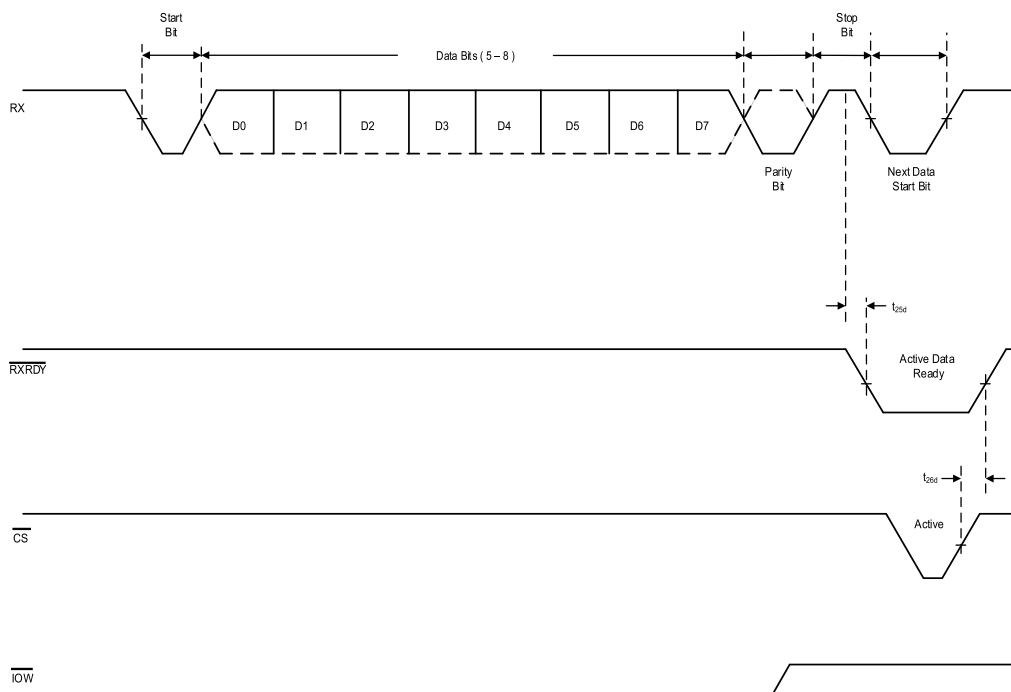 Start
Bit
Stop
Bit
Data Bits ( 5 – 8 )
RX
D0
D1
D2
D3
D4
D5
D6
D7
Parity
Bit
Next Data
Start Bit
t25d
RXRDY
Active Data
Ready
t26d
CS
Active
IOW